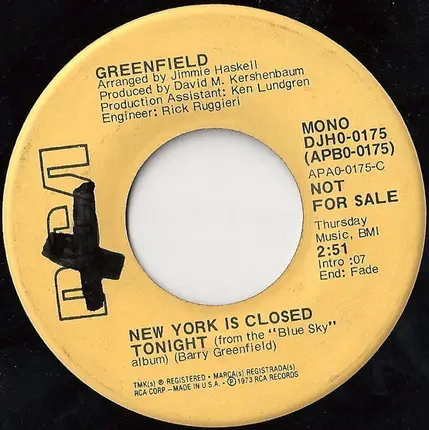 GREENFIELD
Arranged by Jimmie Haskell
Produced by David M. Kershenbaum
Production Assistant: Ken Lundgren
Engineer: Rick Ruggieri
RCA
MONO
DJH0-0175
(APB0-0175)
APA0-0175-C
NOT
FOR SALE
Thursday
Music, BMI
2:51
Intro :07
End: Fade
NEW YORK IS CLOSED
TONIGHT (from the "Blue Sky"
album) (Barry Greenfield)
TMK(s) ® REGISTERED • MARCA(s) REGISTRADA(s)
RCA CORP—MADE IN U.S.A. • ℗ 1973 RCA RECORDS